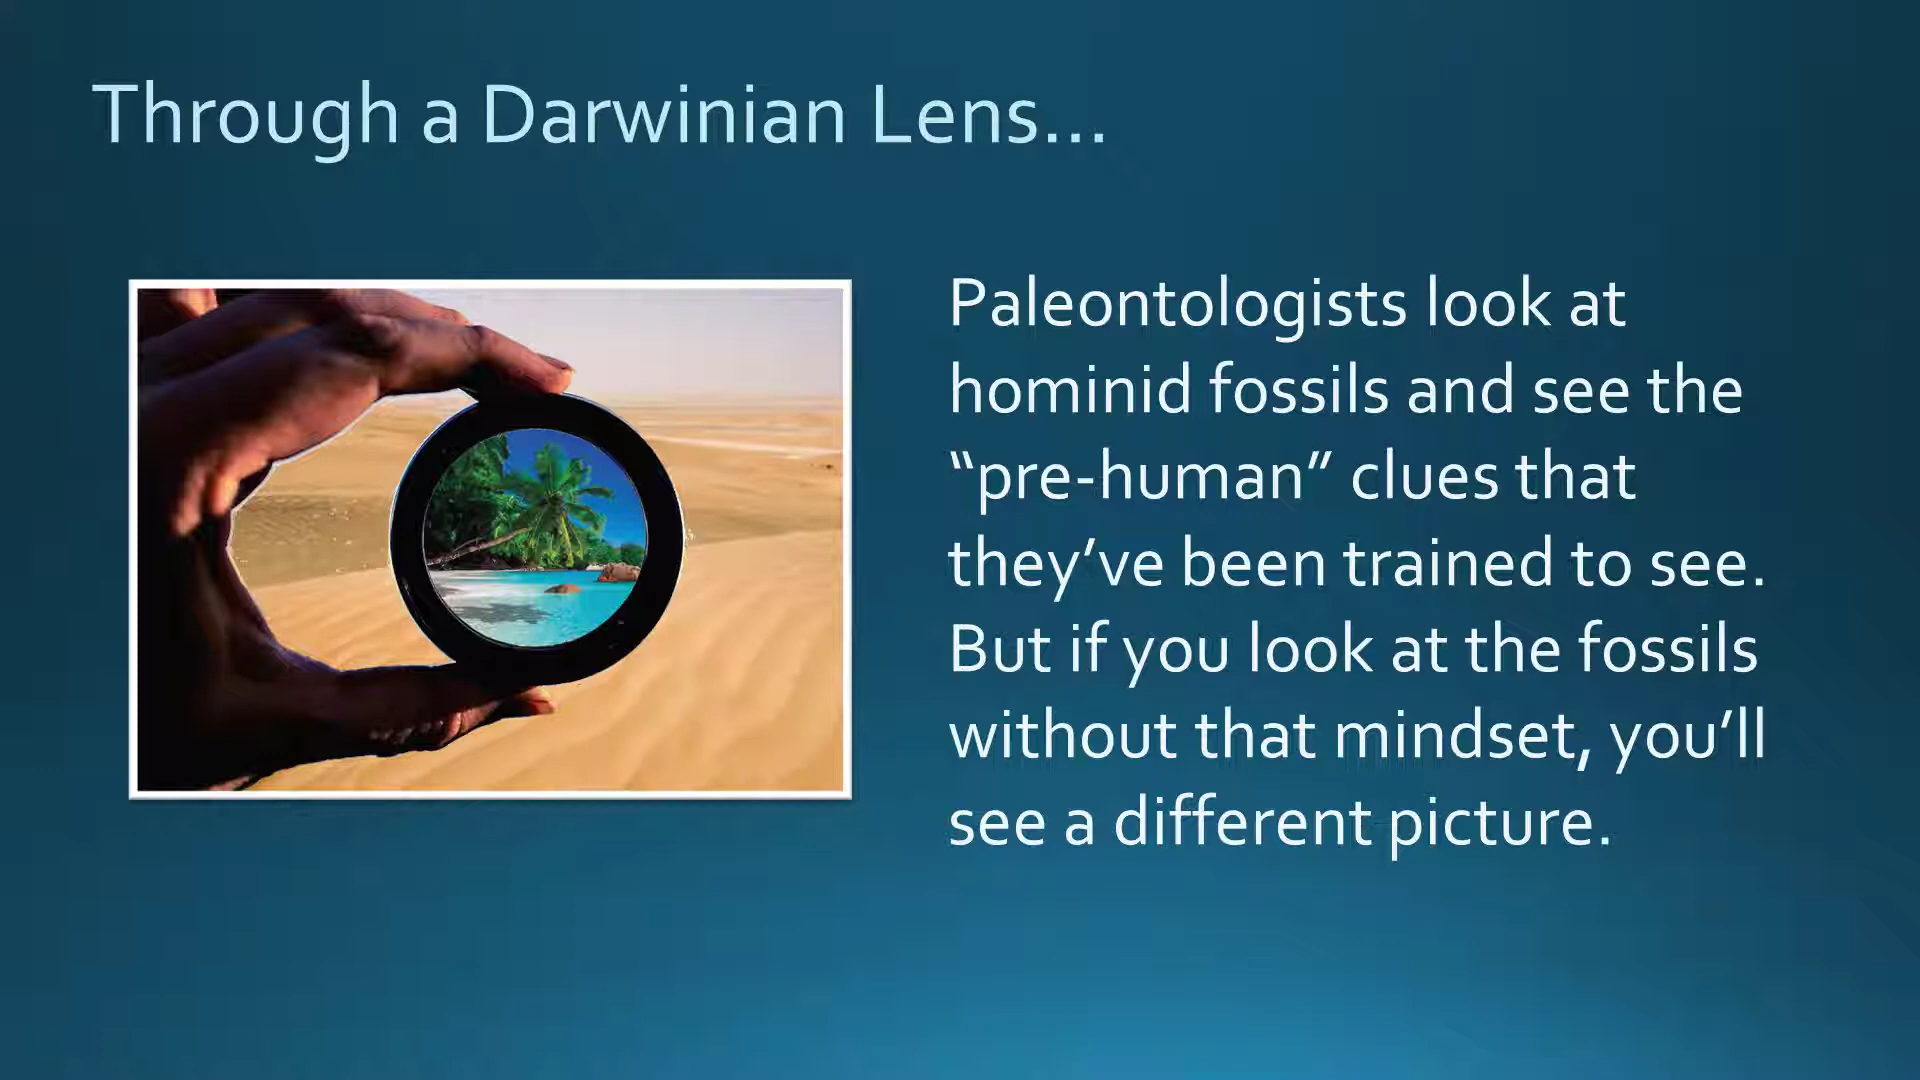 Through a Darwinian Lens...
Paleontologists look at
hominid fossils and see the
“pre-human” clues that
they’ve been trained to see.
But if you look at the fossils
without that mindset, you’ll
see a different picture.